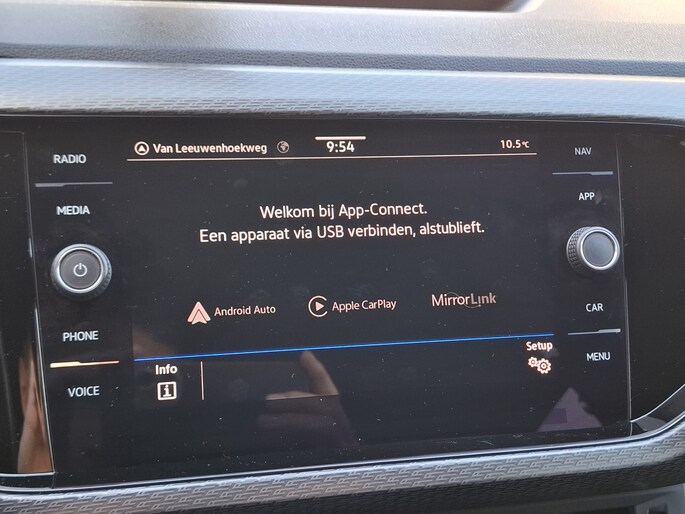 RADIO
MEDIA
PHONE
VOICE
Van Leeuwenhoekweg
9:54
10.5°C
Welkom bij App-Connect.
Een apparaat via USB verbinden, alstublieft.
Android Auto
Apple CarPlay
MirrorLink
Info
Setup
NAV
APP
CAR
MENU